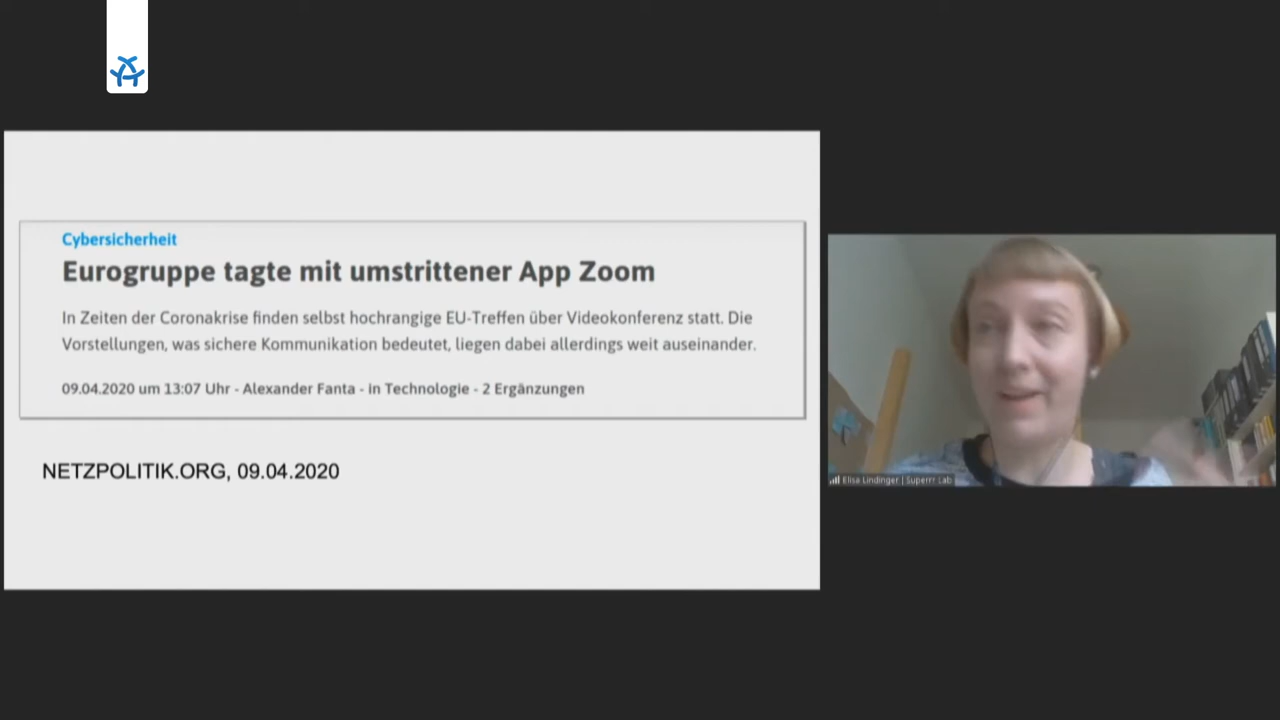 Cybersicherheit
Eurogruppe tagte mit umstrittener App Zoom
In Zeiten der Coronakrise finden selbst hochrangige EU-Treffen über Videokonferenz statt. Die
Vorstellungen, was sichere Kommunikation bedeutet, liegen dabei allerdings weit auseinander.
09.04.2020 um 13:07 Uhr - Alexander Fanta - in Technologie - 2 Ergänzungen
NETZPOLITIK.ORG, 09.04.2020
Elisa Lindinger | Superrr Lab